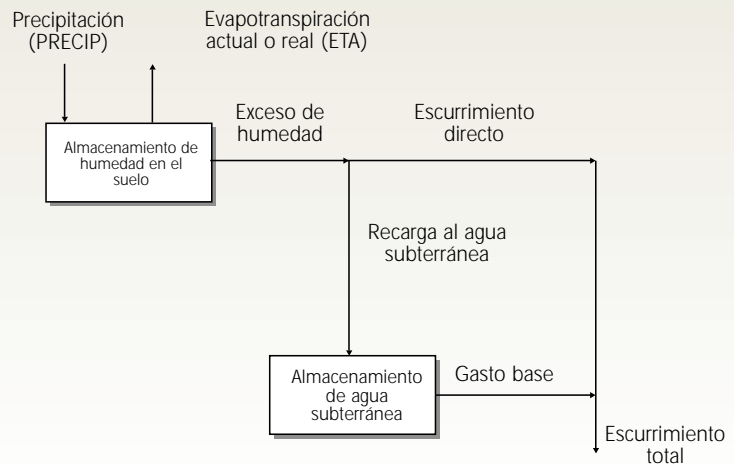 Precipitación
(PRECIP)
Evapotranspiración
actual o real (ETA)
Almacenamiento de
humedad en el
suelo
Exceso de
humedad
Escurrimiento
directo
Recarga al agua
subterránea
Almacenamiento
de agua
subterránea
Gasto base
Escurrimiento
total